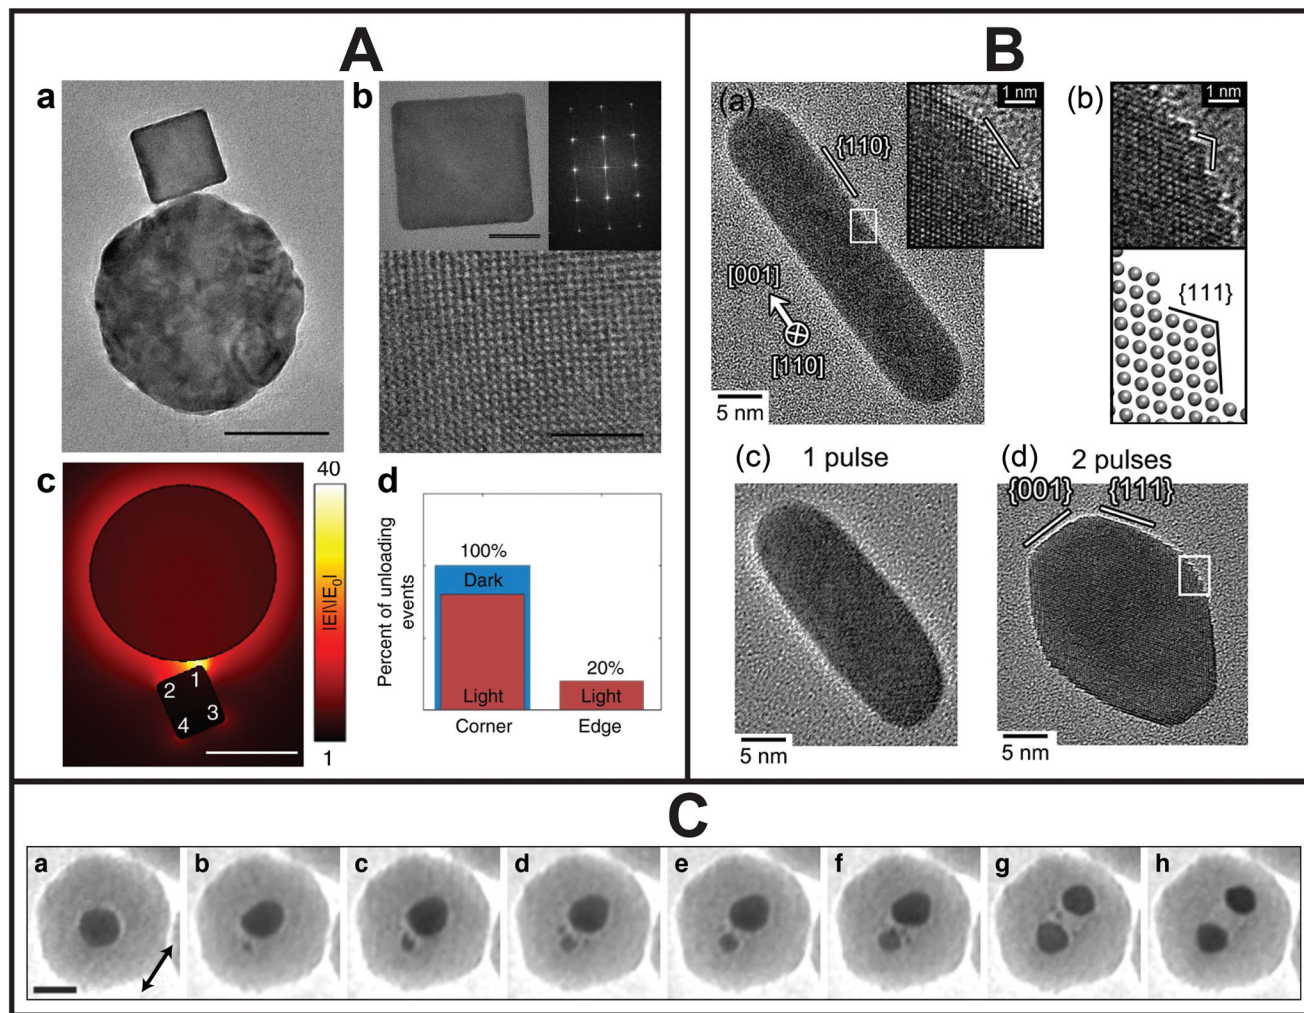 A
a
b
c
40
|E|\|E₀|
1
1
2
3
4
d
Percent of unloading
events
100%
Dark
Light
20%
Light
Corner
Edge
B
(a)
{110}
1 nm
[001]
[110]
5 nm
(b)
1 nm
{111}
(c)
1 pulse
5 nm
(d)
2 pulses
{001}
{111}
5 nm
C
a
b
c
d
e
f
g
h